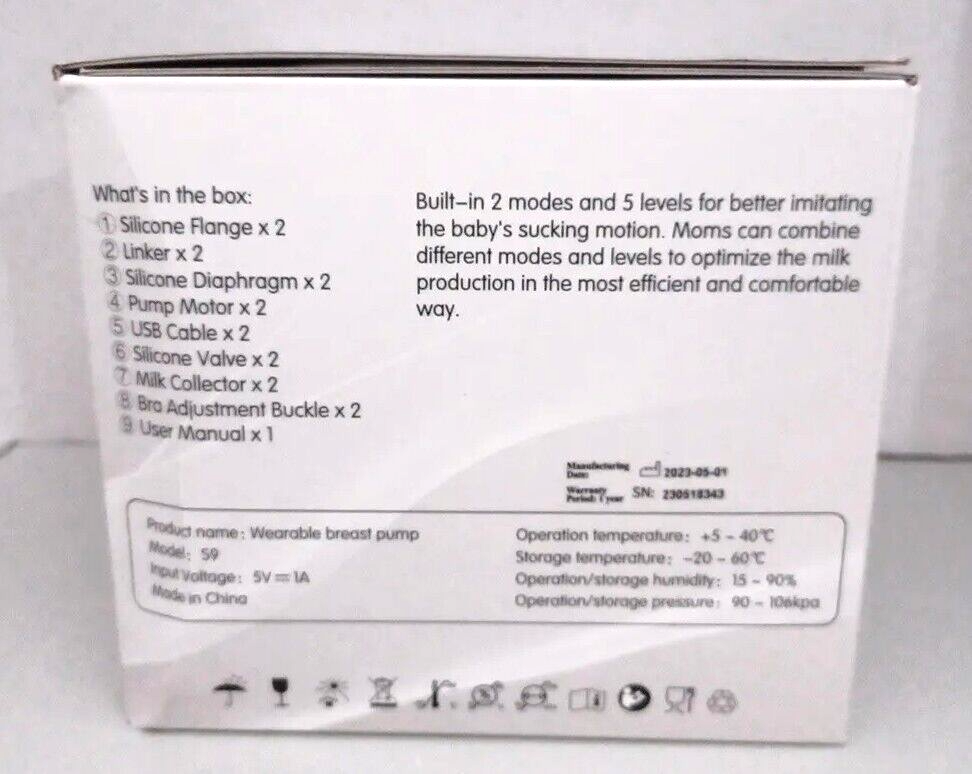 What's in the box:
① Silicone Flange x 2
② Linker x 2
③ Silicone Diaphragm x 2
④ Pump Motor x 2
⑤ USB Cable x 2
⑥ Silicone Valve x 2
⑦ Milk Collector x 2
⑧ Bra Adjustment Buckle x 2
⑨ User Manual x 1
Built-in 2 modes and 5 levels for better imitating
the baby's sucking motion. Moms can combine
different modes and levels to optimize the milk
production in the most efficient and comfortable
way.
Manufacturing
Date:
2023-05-01
Warranty
Period: 1 year
SN: 230518343
Product name: Wearable breast pump
Model: S9
Input Voltage: 5V⎓1A
Made in China
Operation temperature: +5 ~ 40℃
Storage temperature: -20 ~ 60℃
Operation/storage humidity: 15 ~ 90%
Operation/storage pressure: 90 ~ 106kpa